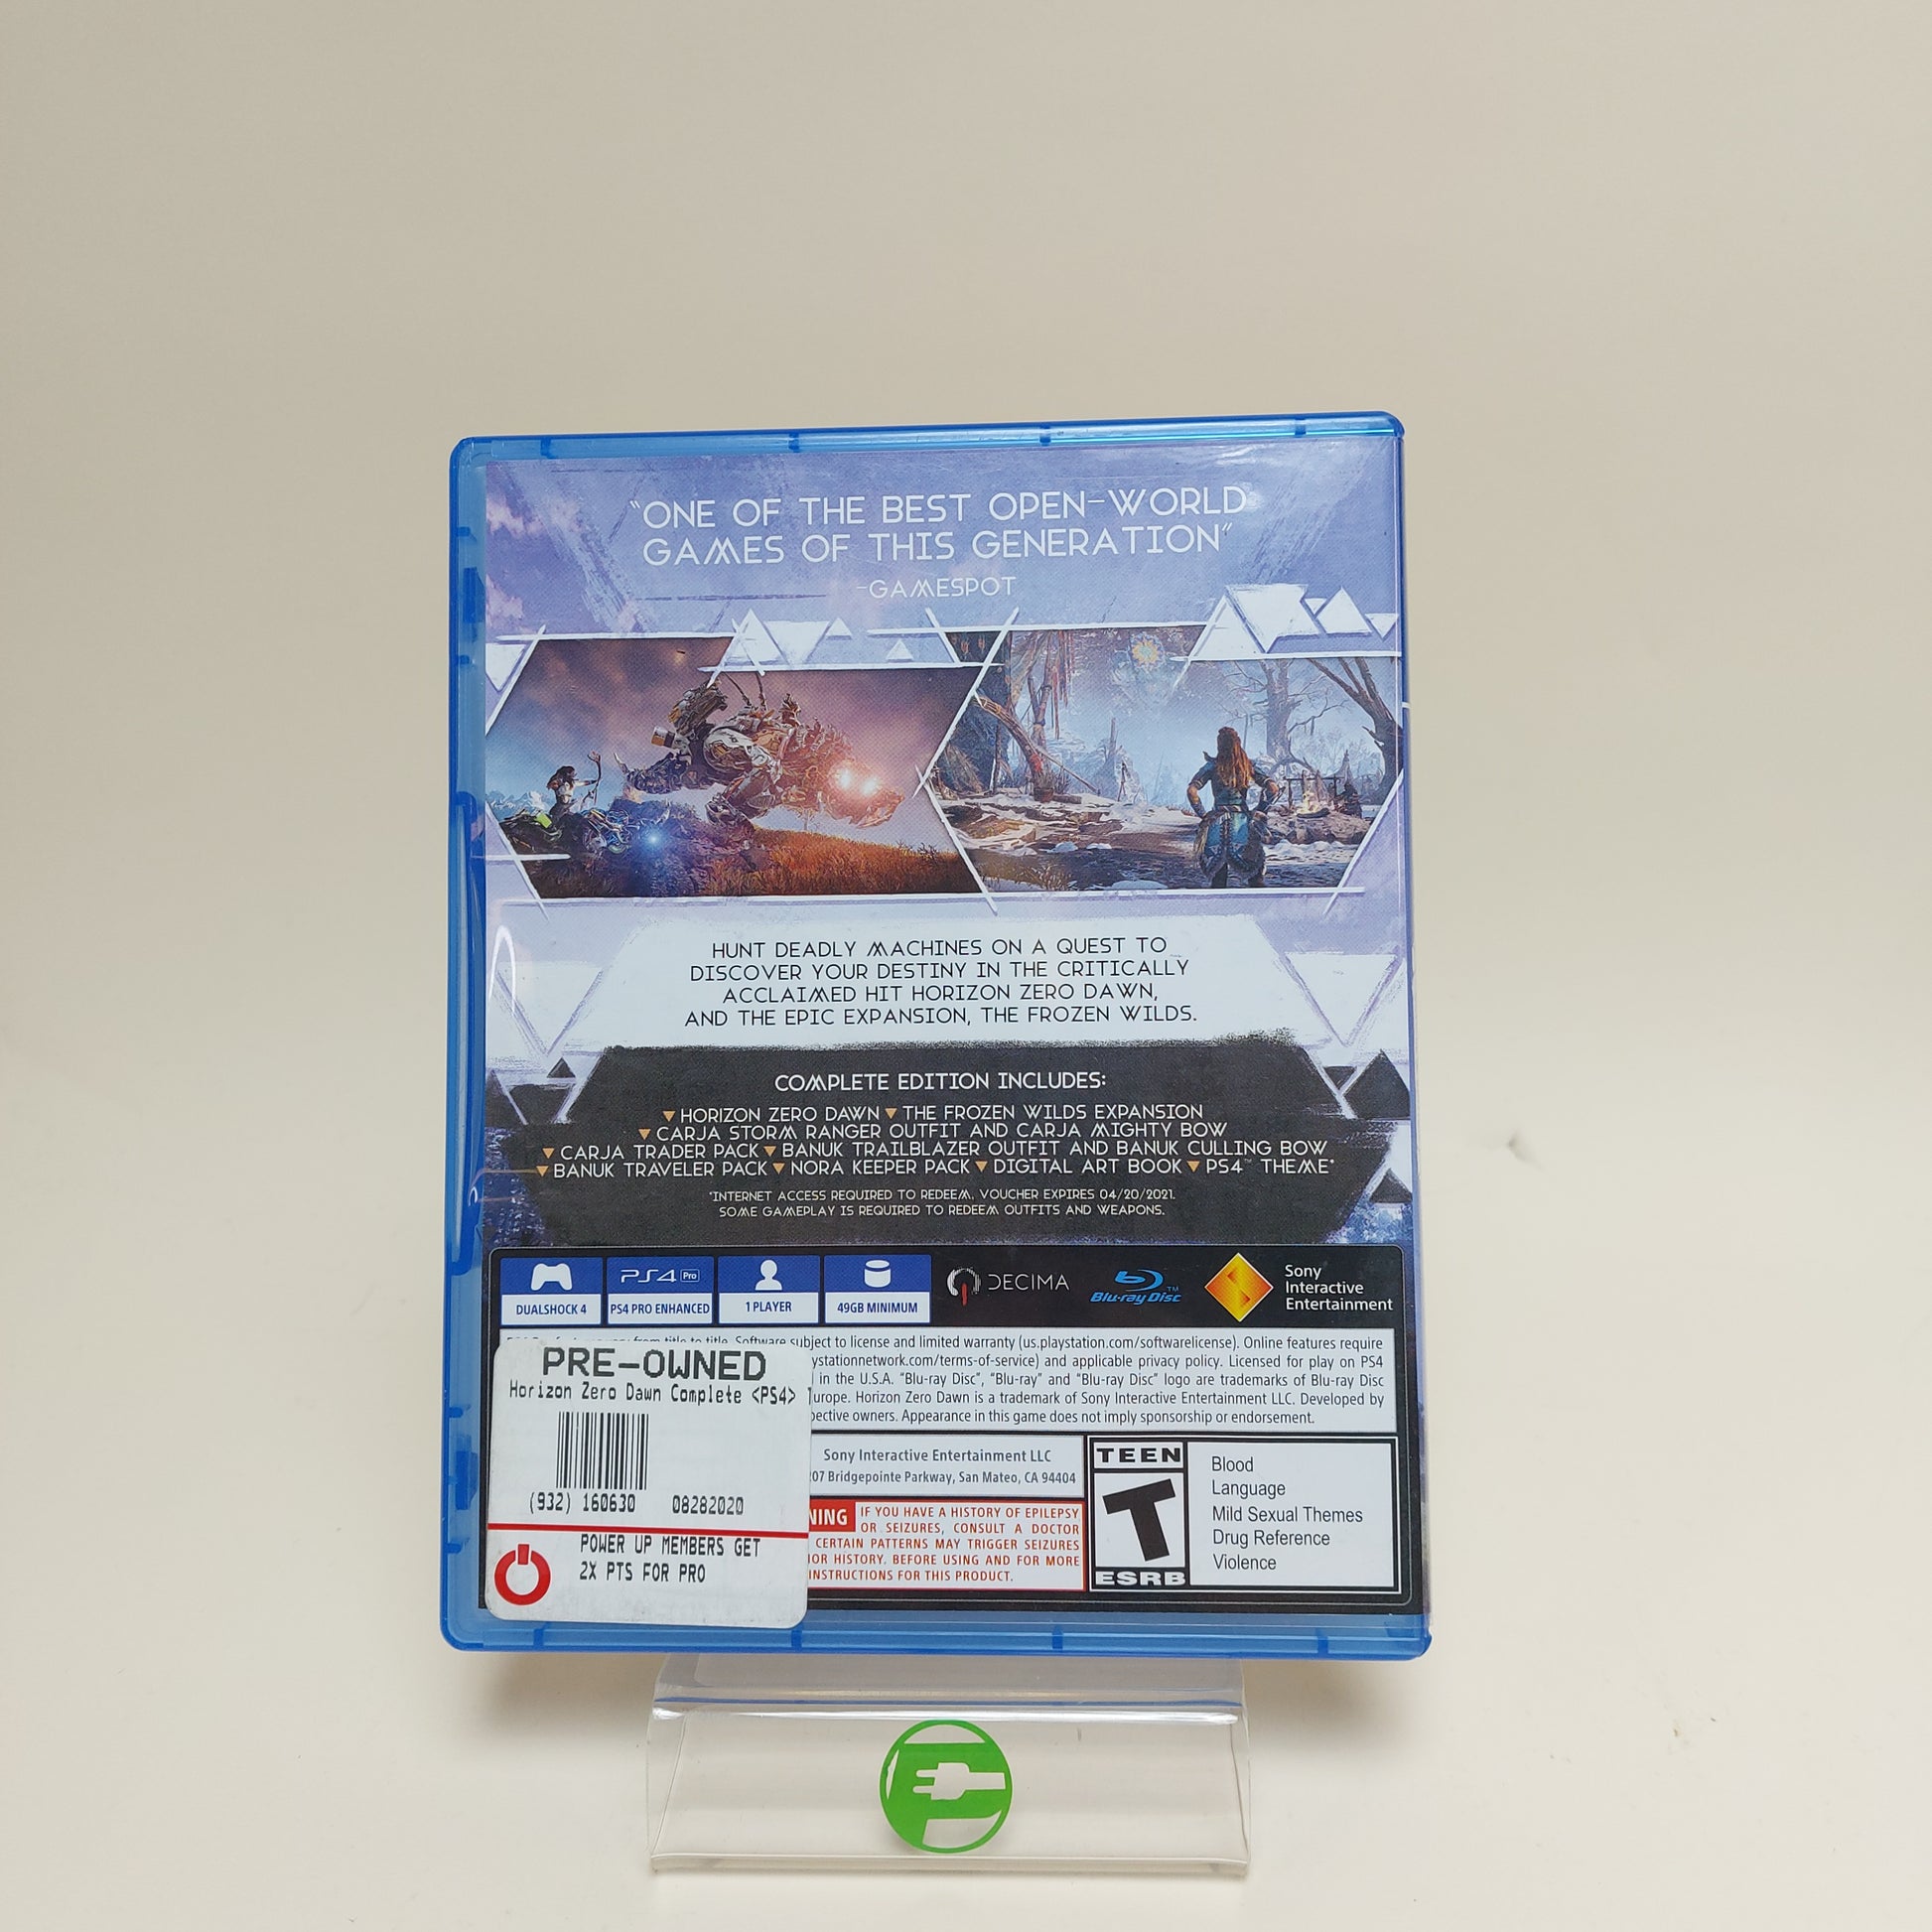 "ONE OF THE BEST OPEN-WORLD
GAMES OF THIS GENERATION"
-GAMESPOT
HUNT DEADLY MACHINES ON A QUEST TO
DISCOVER YOUR DESTINY IN THE CRITICALLY
ACCLAIMED HIT HORIZON ZERO DAWN,
AND THE EPIC EXPANSION, THE FROZEN WILDS.
COMPLETE EDITION INCLUDES:
▼ HORIZON ZERO DAWN ▼ THE FROZEN WILDS EXPANSION
▼ CARJA STORM RANGER OUTFIT AND CARJA MIGHTY BOW
▼ CARJA TRADER PACK ▼ BANUK TRAILBLAZER OUTFIT AND BANUK CULLING BOW
▼ BANUK TRAVELER PACK ▼ NORA KEEPER PACK ▼ DIGITAL ART BOOK ▼ PS4™ THEME*
*INTERNET ACCESS REQUIRED TO REDEEM, VOUCHER EXPIRES 04/20/2021.
SOME GAMEPLAY IS REQUIRED TO REDEEM OUTFITS AND WEAPONS.
DUALSHOCK 4
PS4 Pro
PS4 PRO ENHANCED
1 PLAYER
49GB MINIMUM
DECIMA
Blu-ray Disc™
Sony
Interactive
Entertainment
from title to title. Software subject to license and limited warranty (us.playstation.com/softwarelicense). Online features require
ystationnetwork.com/terms-of-service) and applicable privacy policy. Licensed for play on PS4
in the U.S.A. "Blu-ray Disc", "Blu-ray" and "Blu-ray Disc" logo are trademarks of Blu-ray Disc
urope. Horizon Zero Dawn is a trademark of Sony Interactive Entertainment LLC. Developed by
pective owners. Appearance in this game does not imply sponsorship or endorsement.
PRE-OWNED
Horizon Zero Dawn Complete <PS4>
(932) 160630 08282020
POWER UP MEMBERS GET
2X PTS FOR PRO
Sony Interactive Entertainment LLC
07 Bridgepointe Parkway, San Mateo, CA 94404
NING IF YOU HAVE A HISTORY OF EPILEPSY
OR SEIZURES, CONSULT A DOCTOR
CERTAIN PATTERNS MAY TRIGGER SEIZURES
IOR HISTORY. BEFORE USING AND FOR MORE
INSTRUCTIONS FOR THIS PRODUCT.
TEEN
T
ESRB
Blood
Language
Mild Sexual Themes
Drug Reference
Violence